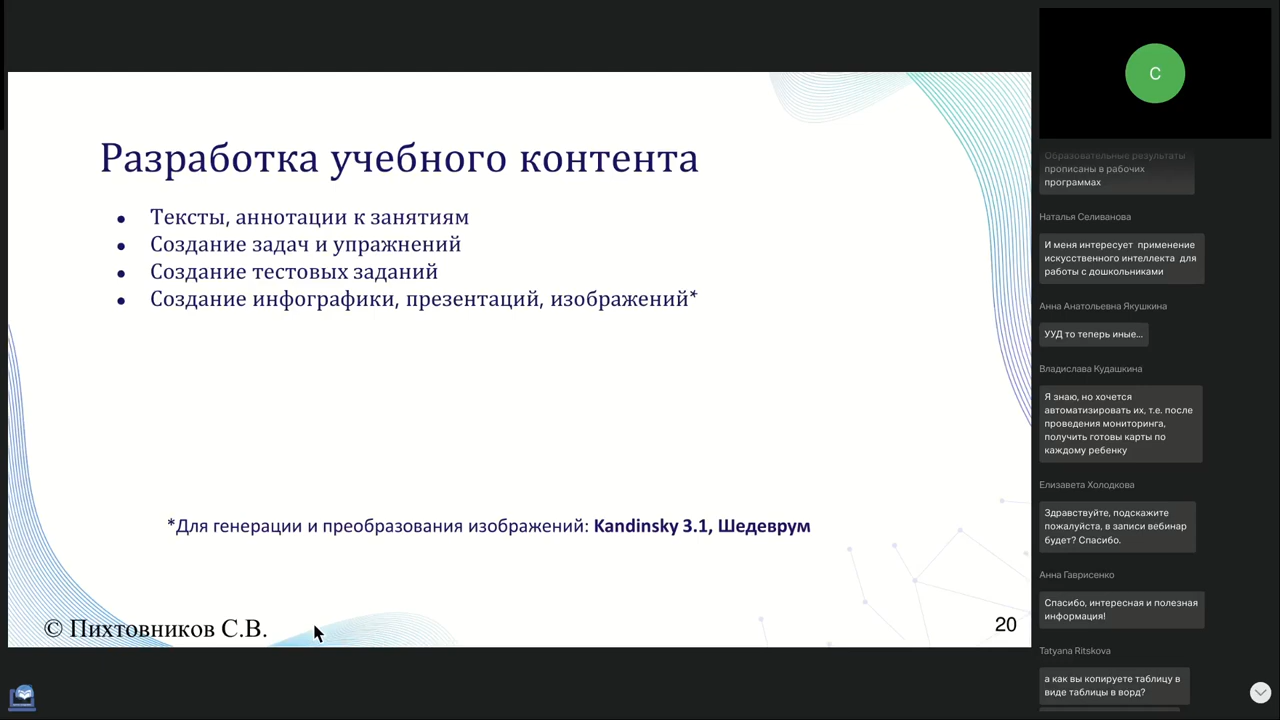 Разработка учебного контента
• Тексты, аннотации к занятиям
• Создание задач и упражнений
• Создание тестовых заданий
• Создание инфографики, презентаций, изображений*
*Для генерации и преобразования изображений: Kandinsky 3.1, Шедеврум
© Пихтовников С.В.
20
С
Образовательные результаты
прописаны в рабочих
программах
Наталья Селиванова
И меня интересует применение
искусственного интеллекта для
работы с дошкольниками
Анна Анатольевна Якушкина
УУД то теперь иные...
Владислава Кудашкина
Я знаю, но хочется
автоматизировать их, т.е. после
проведения мониторинга,
получить готовы карты по
каждому ребенку
Елизавета Холодкова
Здравствуйте, подскажите
пожалуйста, в записи вебинар
будет? Спасибо.
Анна Гаврисенко
Спасибо, интересная и полезная
информация!
Tatyana Ritskova
а как вы копируете таблицу в
виде таблицы в ворд?